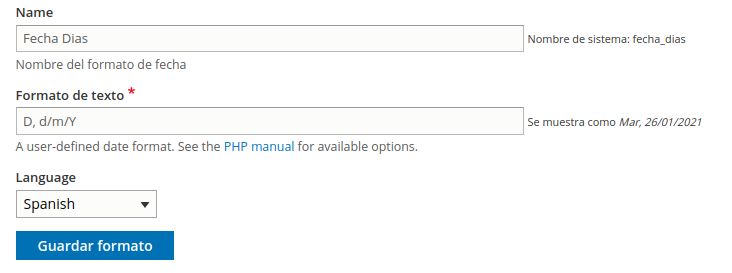 Name
Fecha Dias
Nombre de sistema: fecha_dias
Nombre del formato de fecha
Formato de texto *
D, d/m/Y
Se muestra como Mar, 26/01/2021
A user-defined date format. See the PHP manual for available options.
Language
Spanish
Guardar formato